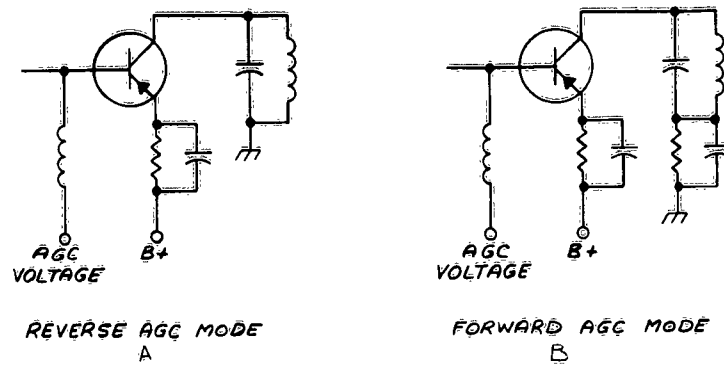 AGC
VOLTAGE
B+
REVERSE AGC MODE
A
AGC
VOLTAGE
B+
FORWARD AGC MODE
B